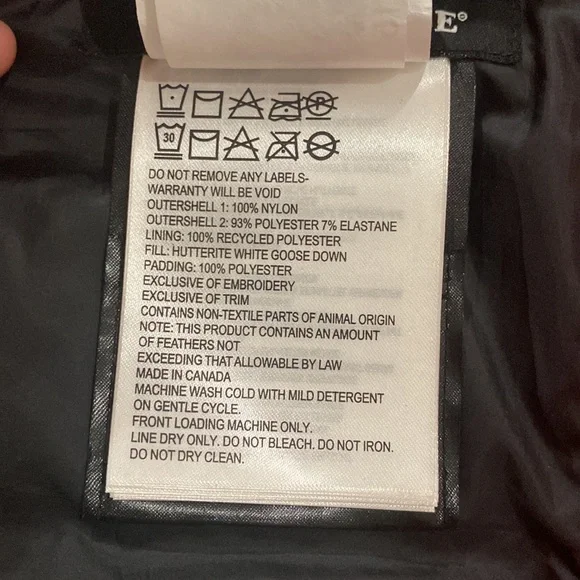 E®
P
30
DO NOT REMOVE ANY LABELS-
WARRANTY WILL BE VOID
OUTERSHELL 1: 100% NYLON
OUTERSHELL 2: 93% POLYESTER 7% ELASTANE
LINING: 100% RECYCLED POLYESTER
FILL: HUTTERITE WHITE GOOSE DOWN
PADDING: 100% POLYESTER
EXCLUSIVE OF EMBROIDERY
EXCLUSIVE OF TRIM
CONTAINS NON-TEXTILE PARTS OF ANIMAL ORIGIN
NOTE: THIS PRODUCT CONTAINS AN AMOUNT
OF FEATHERS NOT
EXCEEDING THAT ALLOWABLE BY LAW
MADE IN CANADA
MACHINE WASH COLD WITH MILD DETERGENT
ON GENTLE CYCLE.
FRONT LOADING MACHINE ONLY.
LINE DRY ONLY. DO NOT BLEACH. DO NOT IRON.
DO NOT DRY CLEAN.